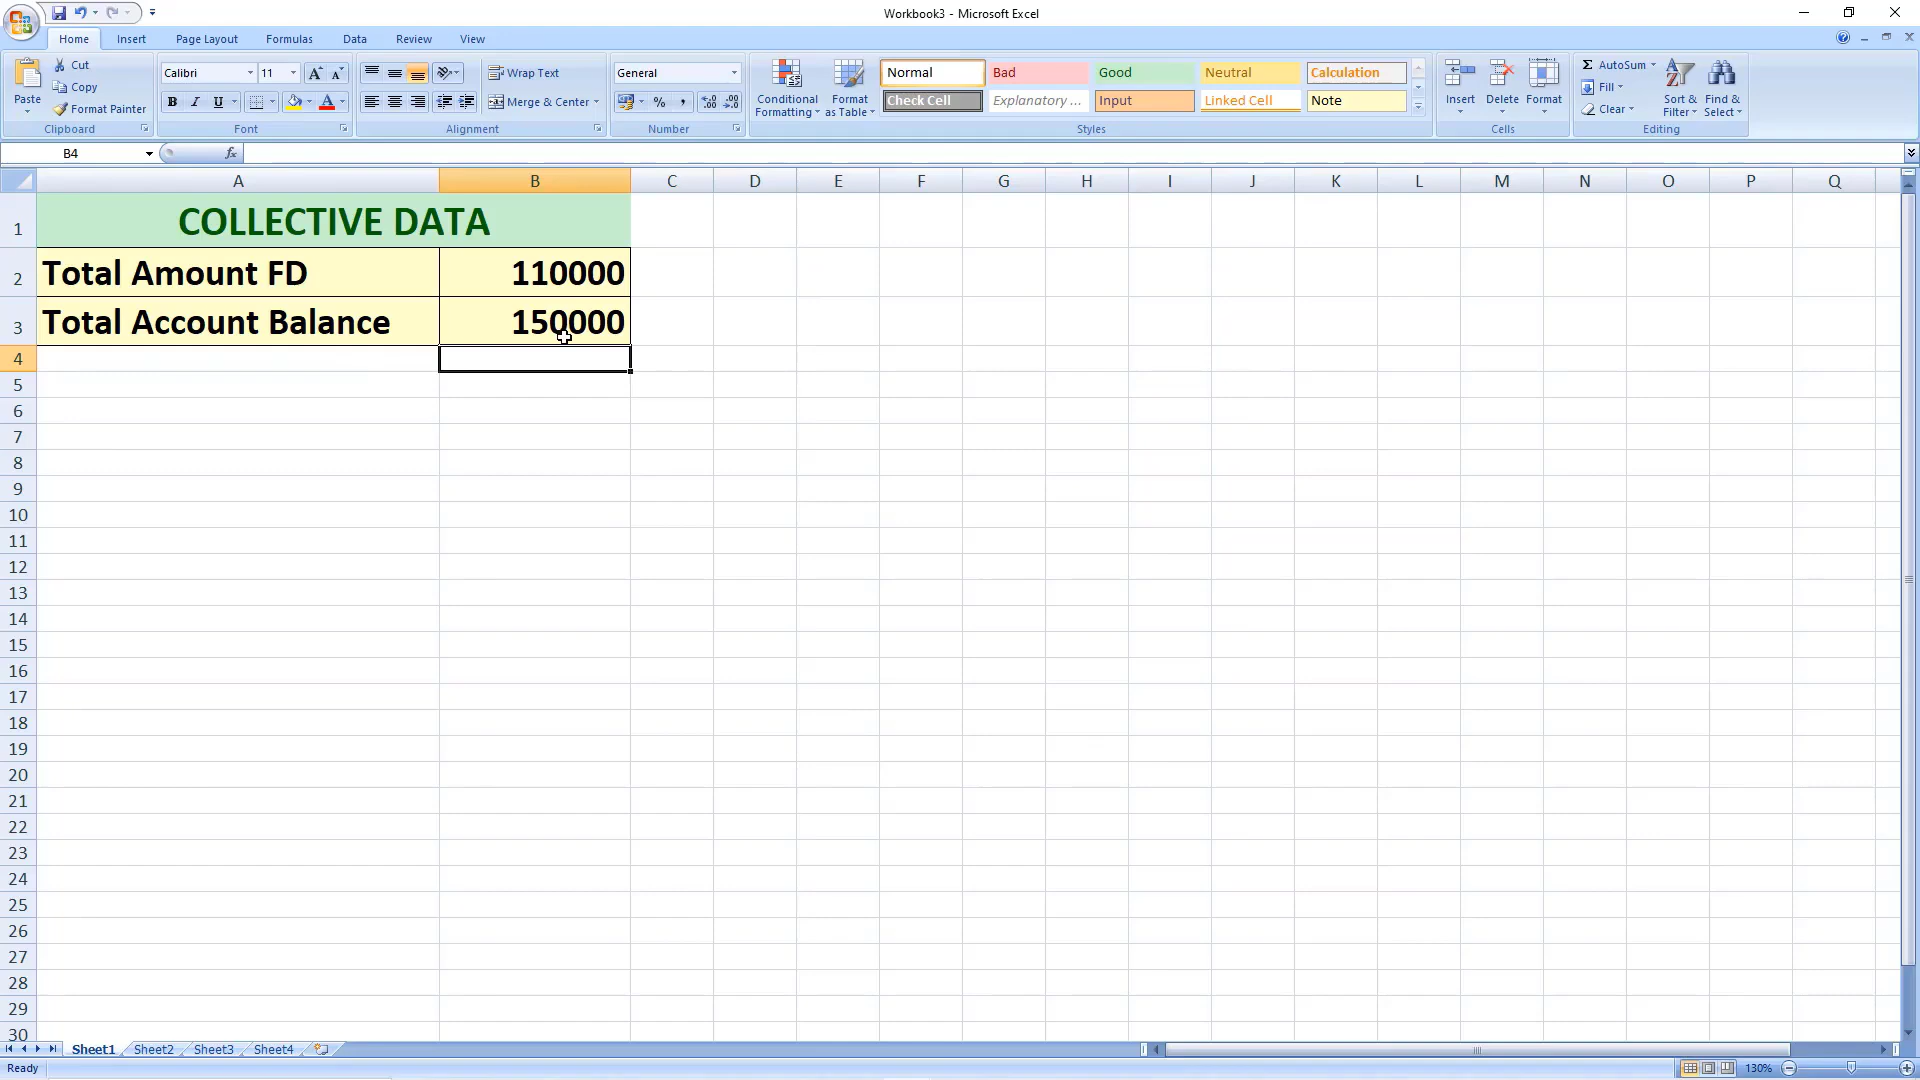 Workbook3 - Microsoft Excel
Home Insert Page Layout Formulas Data Review View
Paste
Cut
Copy
Format Painter
Clipboard
Calibri 11
B I U
Font
Wrap Text
Merge & Center
Alignment
General
Number
Conditional Formatting
Format as Table
Normal Bad Good Neutral Calculation
Check Cell Explanatory ... Input Linked Cell Note
Styles
Insert Delete Format
Cells
Σ AutoSum
Fill
Clear
Sort & Filter
Find & Select
Editing
B4 fx
A B C D E F G H I J K L M N O P Q
1 COLLECTIVE DATA
2 Total Amount FD 110000
3 Total Account Balance 150000
4
5
6
7
8
9
10
11
12
13
14
15
16
17
18
19
20
21
22
23
24
25
26
27
28
29
30
Sheet1 Sheet2 Sheet3 Sheet4
Ready 130%